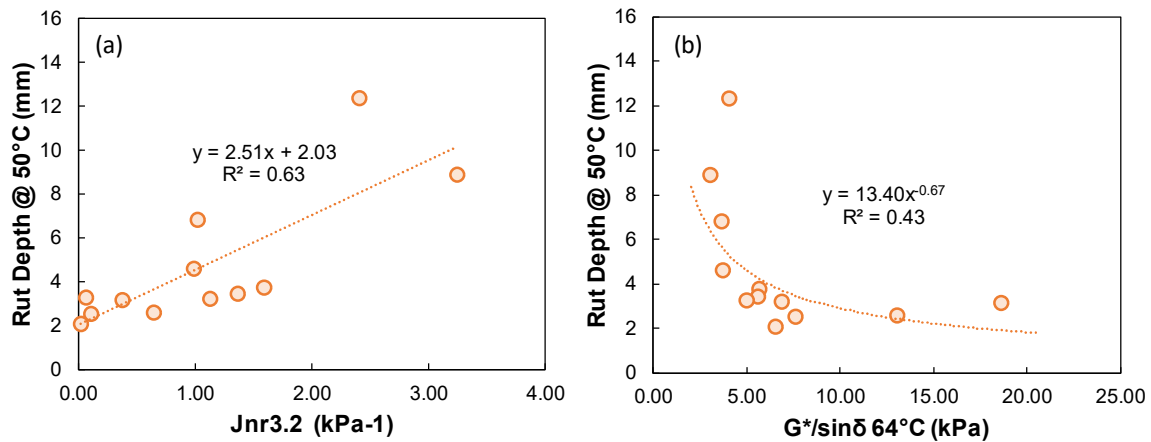 (a)
Rut Depth @ 50°C (mm)
16
14
12
10
8
6
4
2
0
y = 2.51x + 2.03
R² = 0.63
0.00 1.00 2.00 3.00 4.00
Jnr3.2 (kPa-1)
(b)
Rut Depth @ 50°C (mm)
16
14
12
10
8
6
4
2
0
y = 13.40x⁻⁰·⁶⁷
R² = 0.43
0.00 5.00 10.00 15.00 20.00 25.00
G*/sinδ 64°C (kPa)